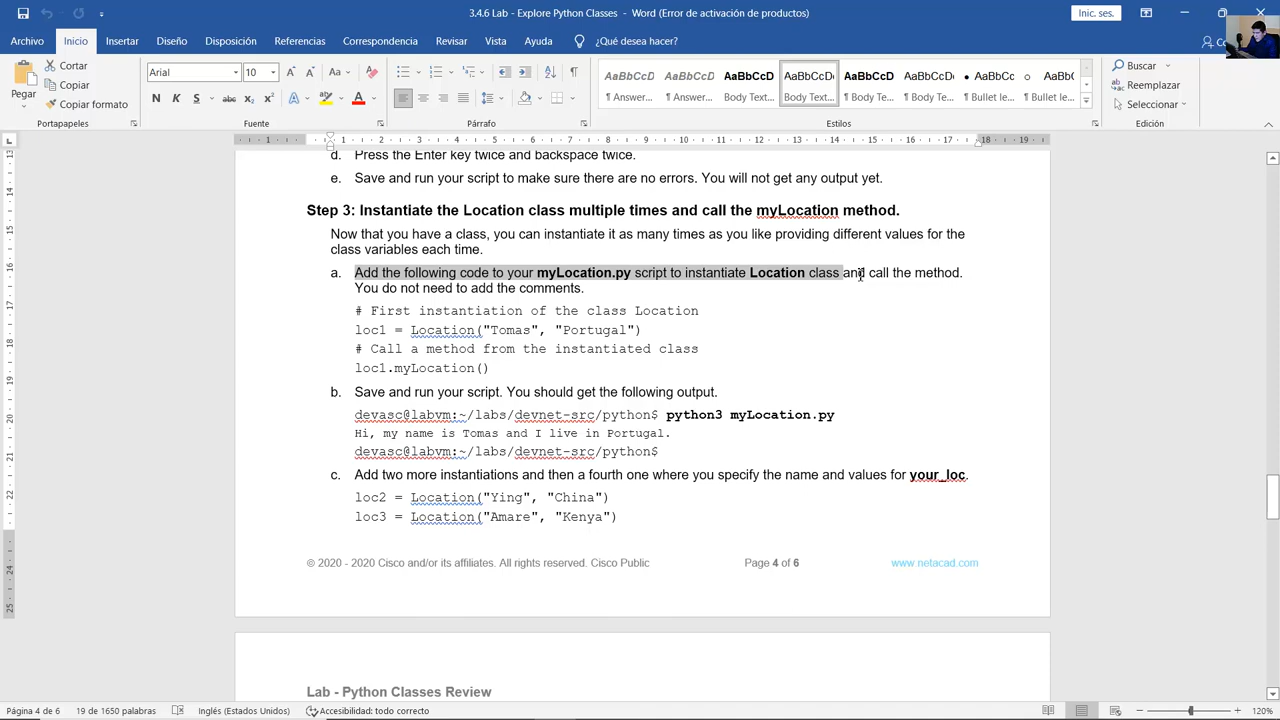 3.4.6 Lab - Explore Python Classes - Word (Error de activación de productos)
Inic. ses.
Archivo Inicio Insertar Diseño Disposición Referencias Correspondencia Revisar Vista Ayuda ¿Qué desea hacer?
Pegar
Cortar
Copiar
Copiar formato
Portapapeles
Arial 10
N K S abc x₂ x²
Fuente
Párrafo
AaBbCcD AaBbCcD AaBbCcD AaBbCcD AaBbCcD AaBbCcD AaBbCc AaBb
¶ Answer... ¶ Answer... Body Text... Body Text... ¶ Body Te... ¶ Body Te... ¶ Bullet le... ¶ Bullet le...
Estilos
Buscar
Reemplazar
Seleccionar
Edición
d. Press the Enter key twice and backspace twice.
e. Save and run your script to make sure there are no errors. You will not get any output yet.
Step 3: Instantiate the Location class multiple times and call the myLocation method.
Now that you have a class, you can instantiate it as many times as you like providing different values for the
class variables each time.
a. Add the following code to your myLocation.py script to instantiate Location class and call the method.
You do not need to add the comments.
# First instantiation of the class Location
loc1 = Location("Tomas", "Portugal")
# Call a method from the instantiated class
loc1.myLocation()
b. Save and run your script. You should get the following output.
devasc@labvm:~/labs/devnet-src/python$ python3 myLocation.py
Hi, my name is Tomas and I live in Portugal.
devasc@labvm:~/labs/devnet-src/python$
c. Add two more instantiations and then a fourth one where you specify the name and values for your_loc.
loc2 = Location("Ying", "China")
loc3 = Location("Amare", "Kenya")
© 2020 - 2020 Cisco and/or its affiliates. All rights reserved. Cisco Public Page 4 of 6 www.netacad.com
Lab - Python Classes Review
Página 4 de 6 19 de 1650 palabras Inglés (Estados Unidos) Accesibilidad: todo correcto 120%